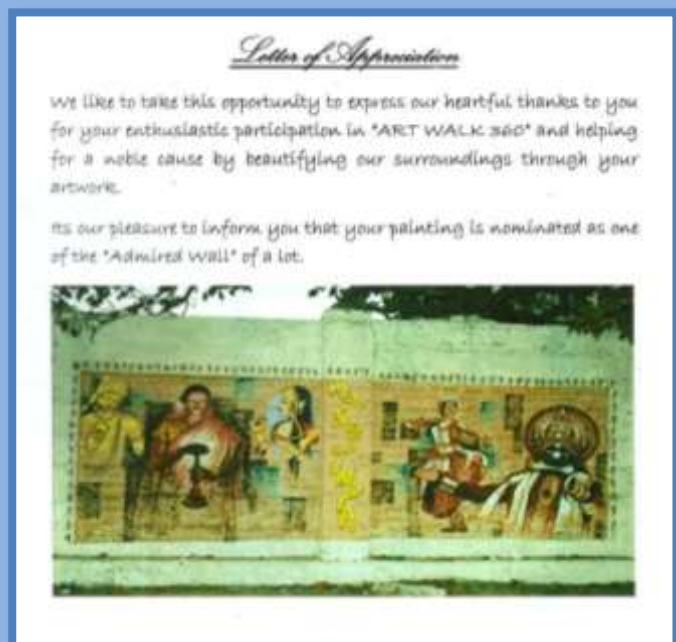 Letter of Appreciation
We like to take this opportunity to express our heartful thanks to you
for your enthusiastic participation in "ART WALK 360" and helping
for a noble cause by beautifying our surroundings through your
artwork.
Its our pleasure to inform you that your painting is nominated as one
of the "Admired Wall" of a lot.